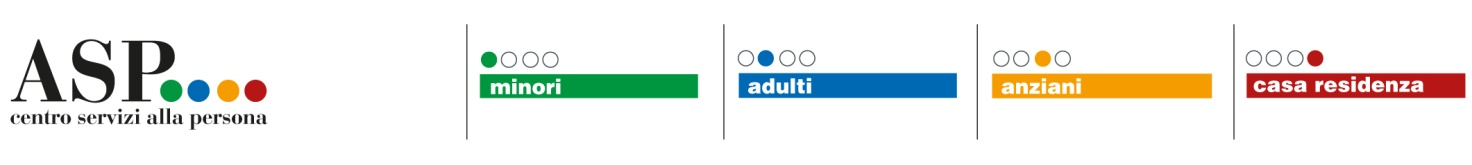 ASP
centro servizi alla persona
minori
adulti
anziani
casa residenza